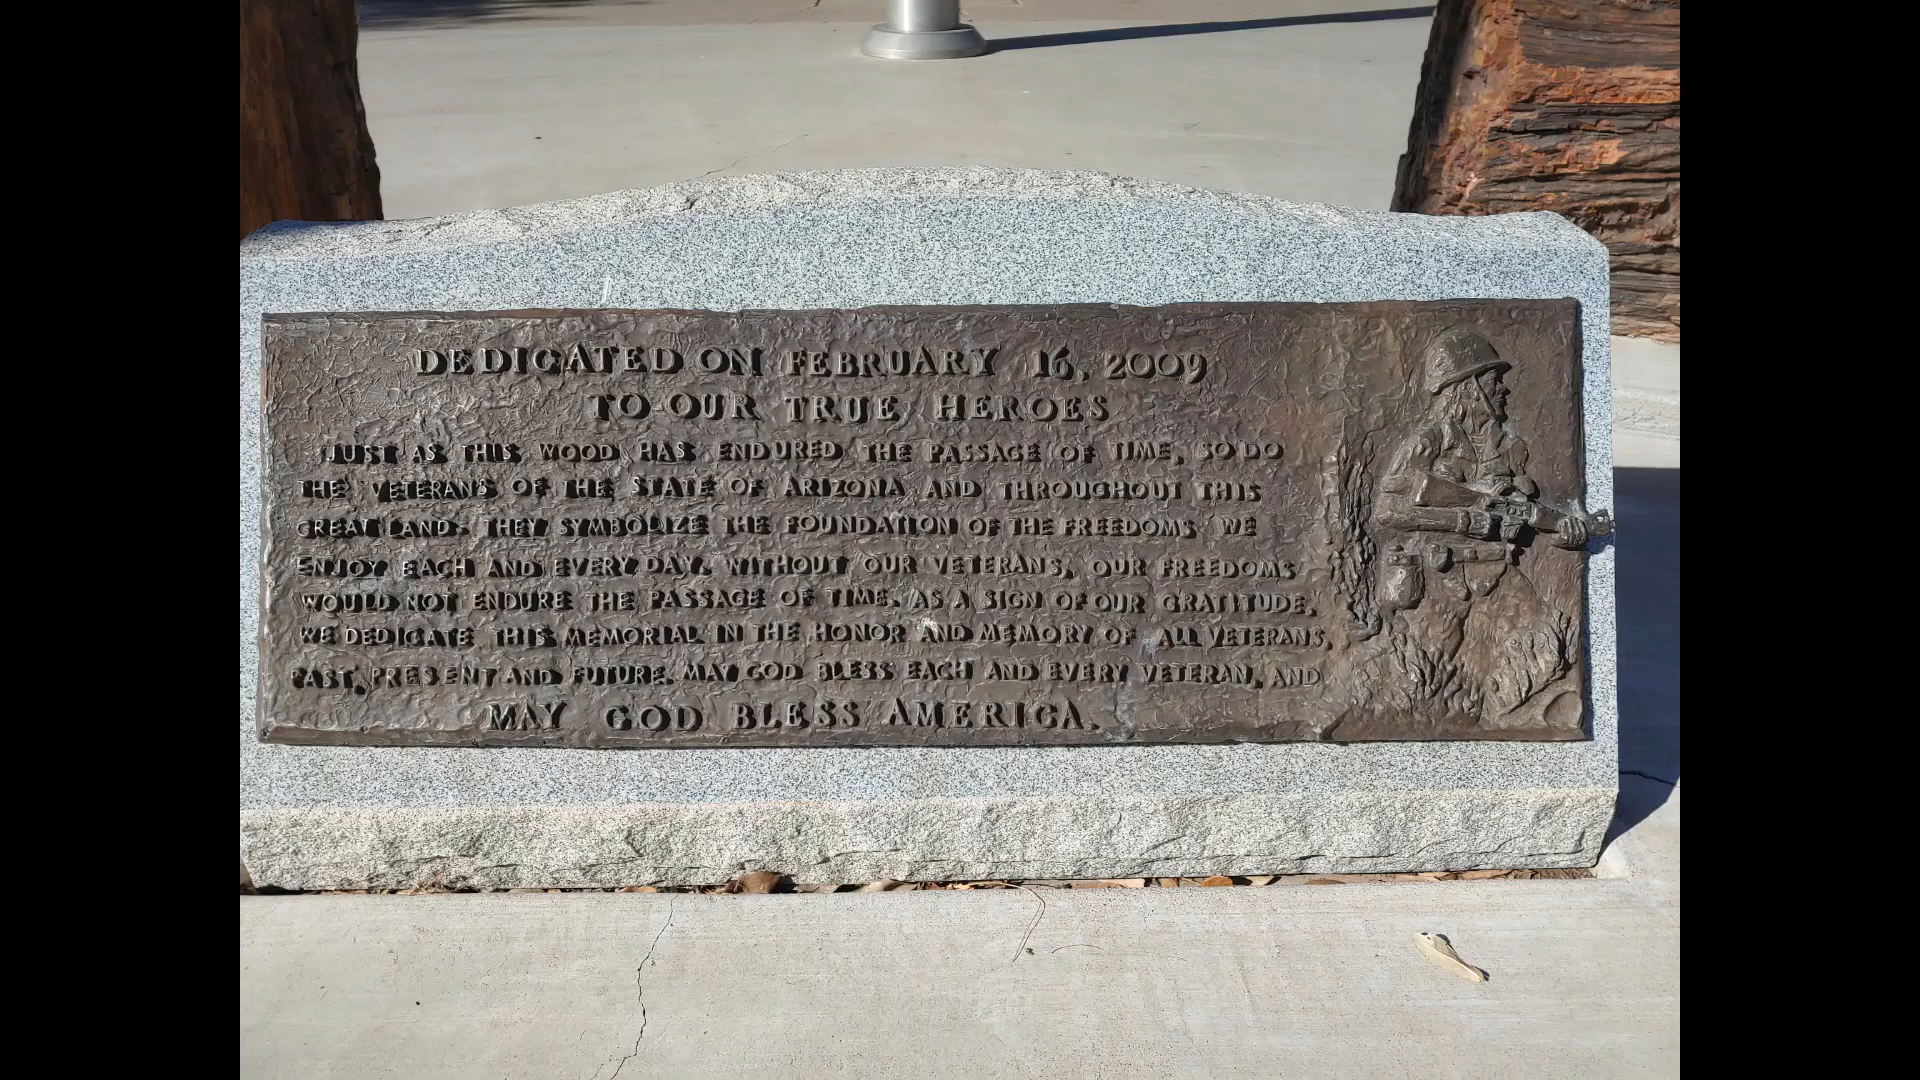 DEDICATED ON FEBRUARY 16, 2009
TO OUR TRUE HEROES
JUST AS THIS WOOD HAS ENDURED THE PASSAGE OF TIME, SO DO
THE VETERANS OF THE STATE OF ARIZONA AND THROUGHOUT THIS
GREAT LAND. THEY SYMBOLIZE THE FOUNDATION OF THE FREEDOMS WE
ENJOY EACH AND EVERY DAY. WITHOUT OUR VETERANS, OUR FREEDOMS
WOULD NOT ENDURE THE PASSAGE OF TIME. AS A SIGN OF OUR GRATITUDE,
WE DEDICATE THIS MEMORIAL IN THE HONOR AND MEMORY OF ALL VETERANS,
PAST, PRESENT AND FUTURE. MAY GOD BLESS EACH AND EVERY VETERAN, AND
MAY GOD BLESS AMERICA.